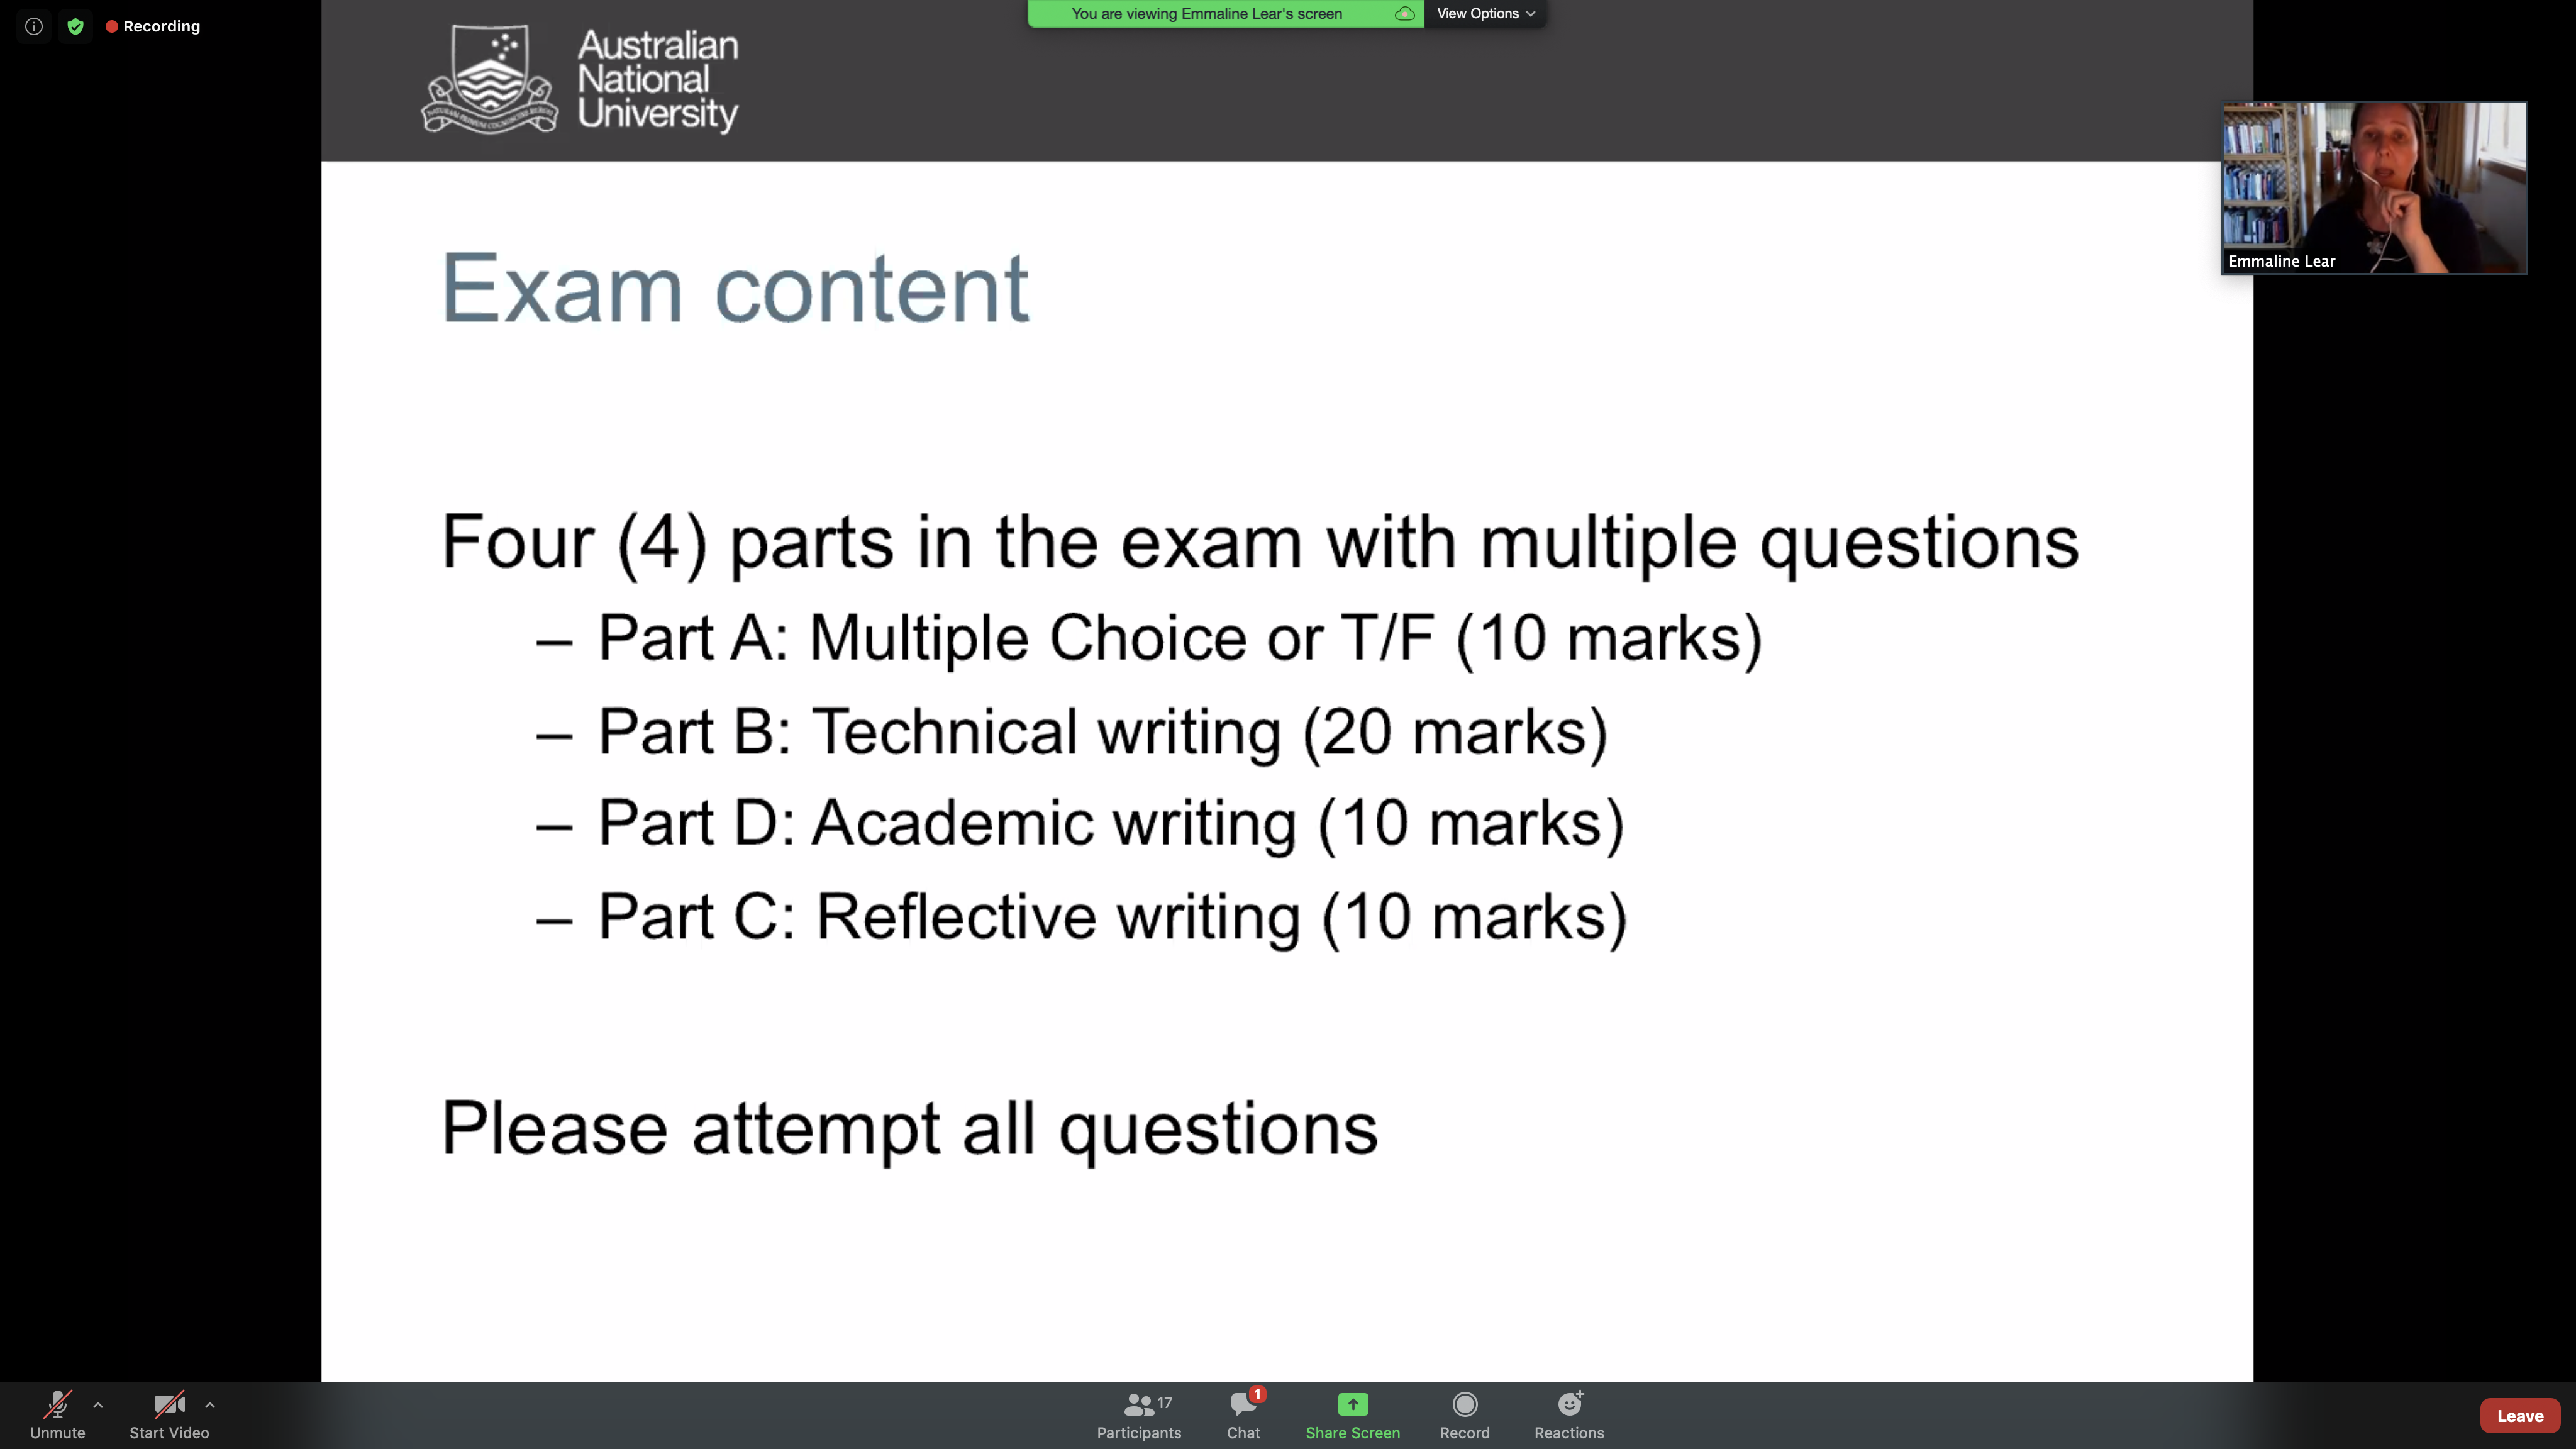 Recording
You are viewing Emmaline Lear's screen
View Options
Australian
National
University
Emmaline Lear
Exam content
Four (4) parts in the exam with multiple questions
– Part A: Multiple Choice or T/F (10 marks)
– Part B: Technical writing (20 marks)
– Part D: Academic writing (10 marks)
– Part C: Reflective writing (10 marks)
Please attempt all questions
Unmute
Start Video
17
Participants
1
Chat
Share Screen
Record
Reactions
Leave